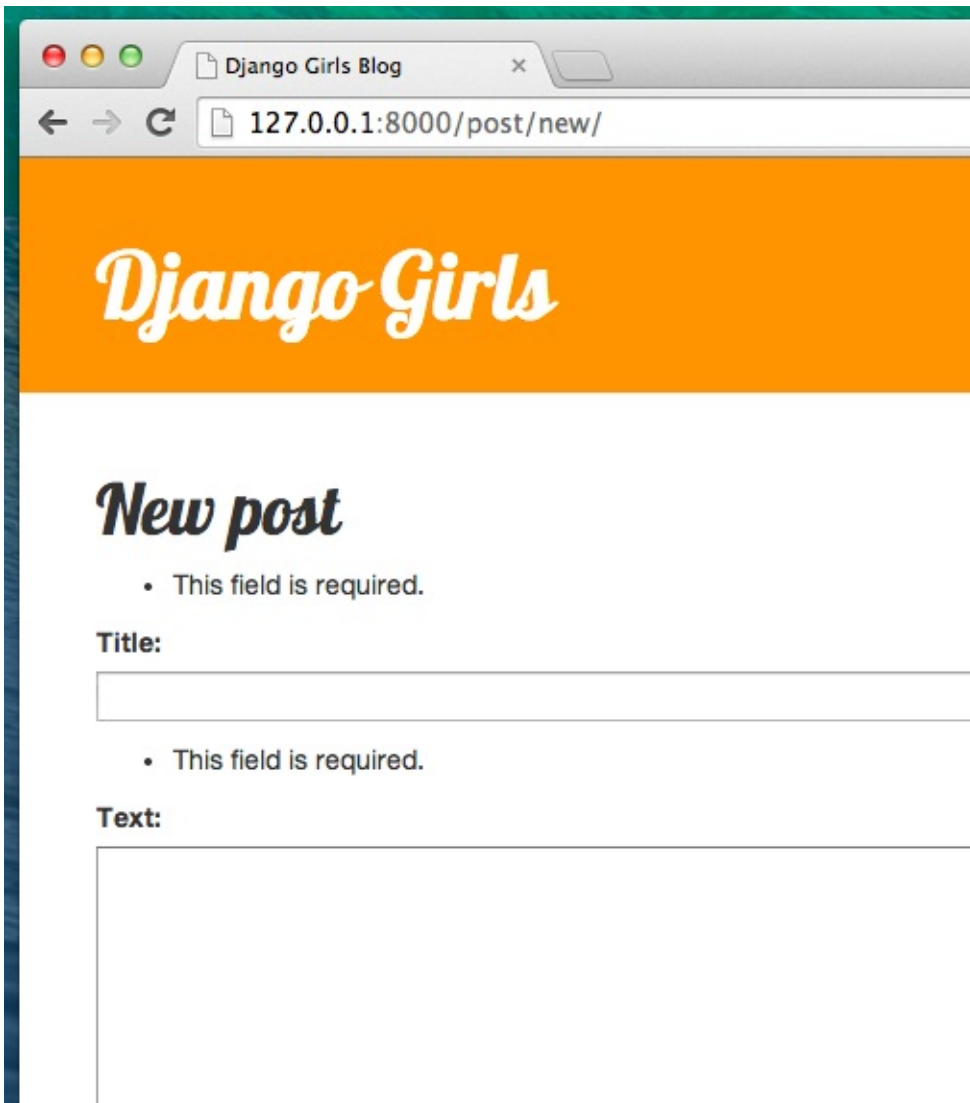 Django Girls Blog
127.0.0.1:8000/post/new/
Django Girls
New post
• This field is required.
Title:
• This field is required.
Text: